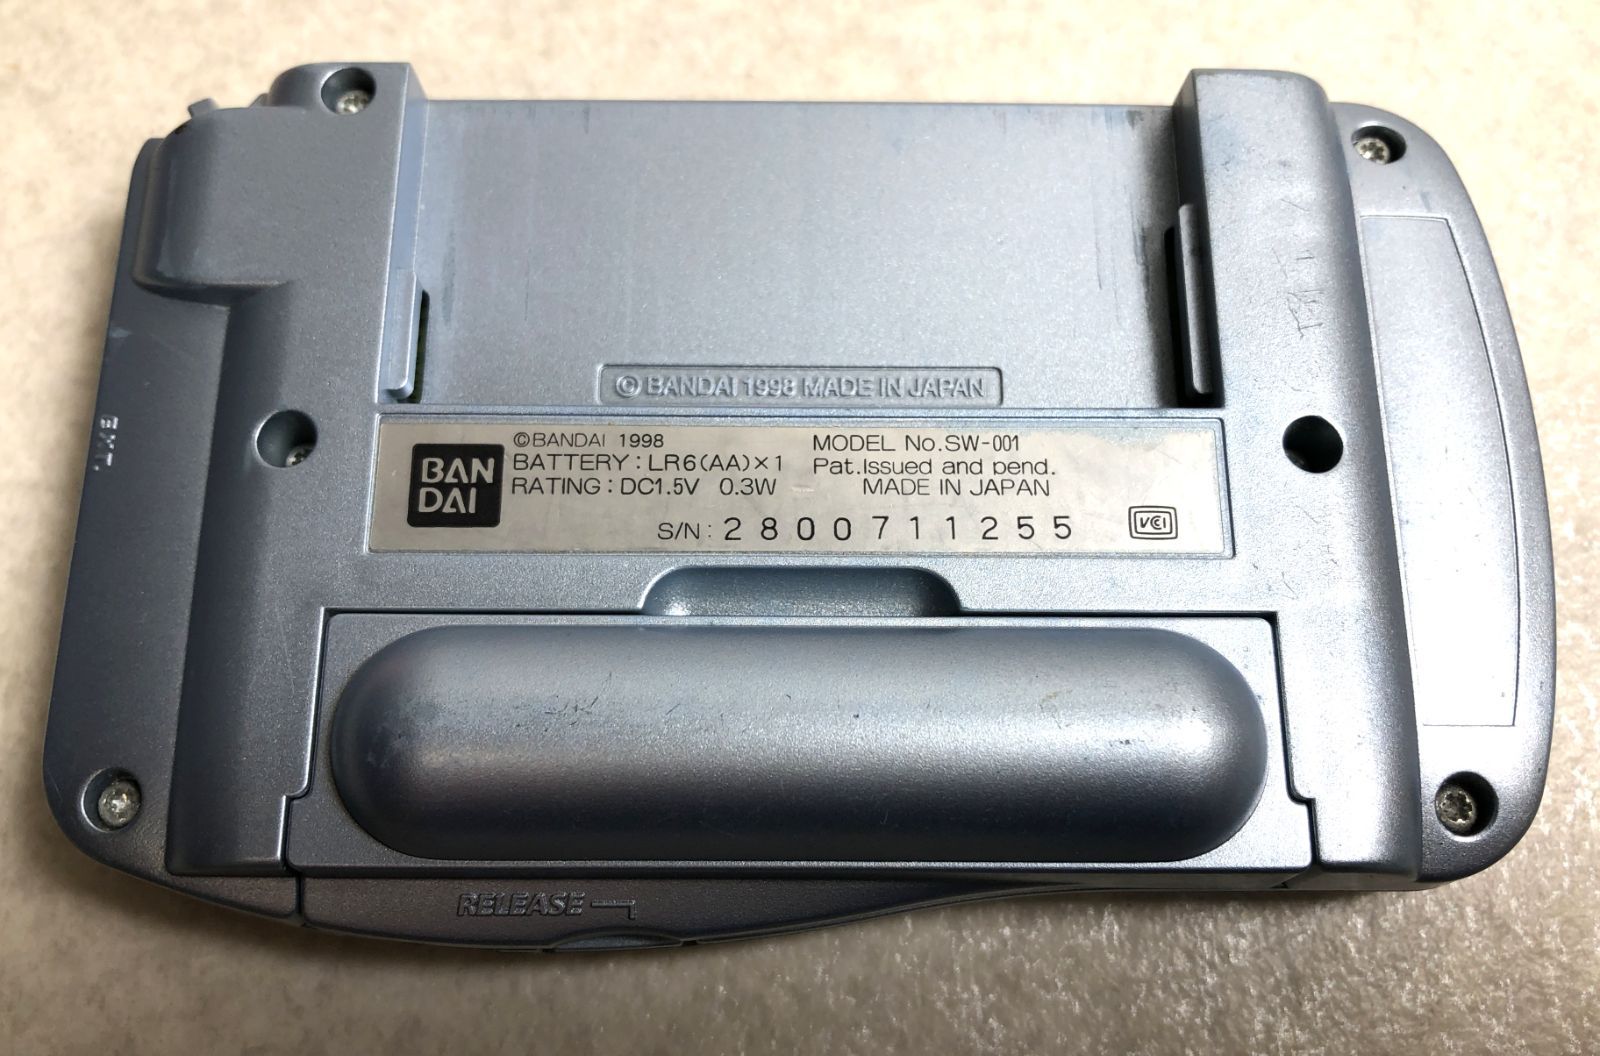 © BANDAI 1998 MADE IN JAPAN
BAN
DAI
©BANDAI 1998
BATTERY : LR6(AA)×1
RATING : DC1.5V 0.3W
MODEL No.SW-001
Pat.Issued and pend.
MADE IN JAPAN
S/N : 2800711255
VCCI
EXT.
RELEASE